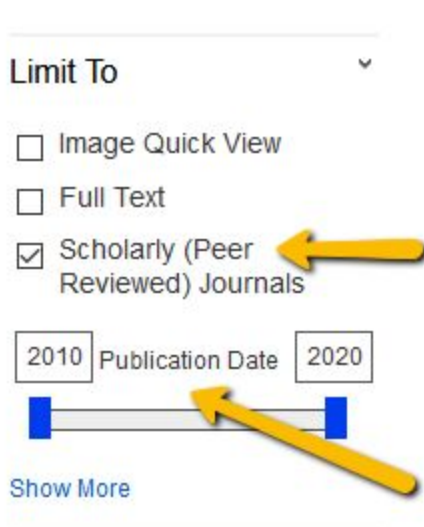 Limit To
Image Quick View
Full Text
Scholarly (Peer
Reviewed) Journals
2010 Publication Date 2020
Show More